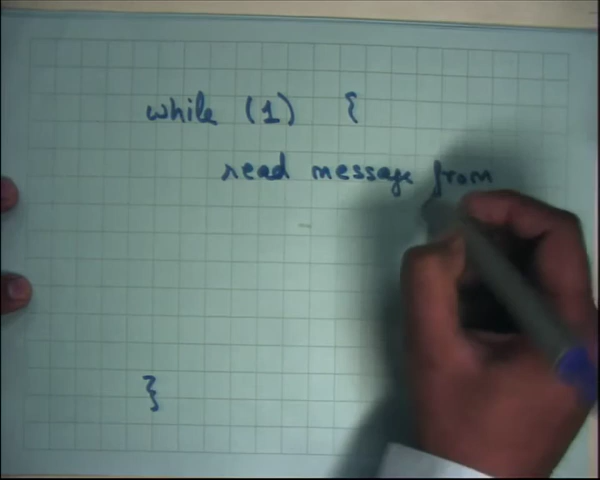 while (1) {
read message from
}